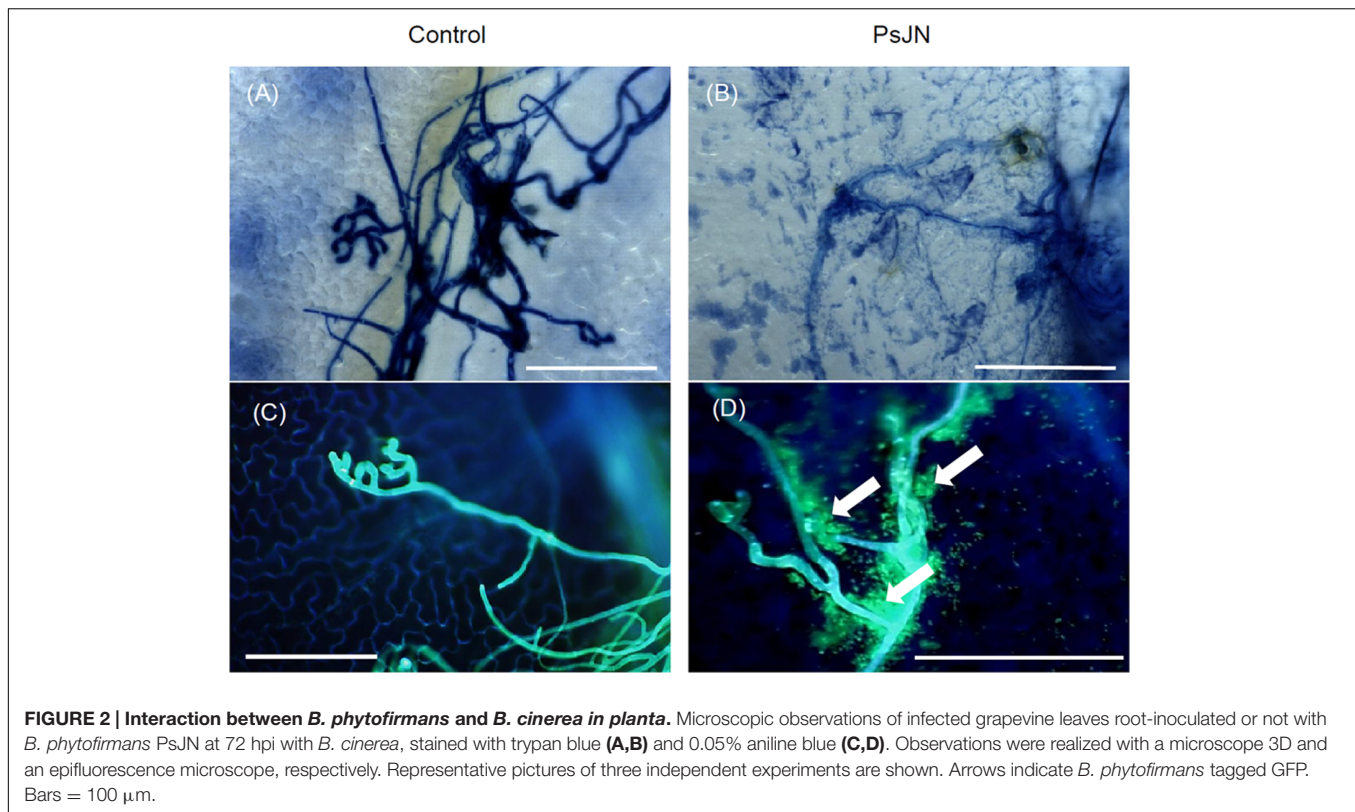 Control
PsJN
(A)
(B)
(C)
(D)
FIGURE 2 | Interaction between B. phytofirmans and B. cinerea in planta. Microscopic observations of infected grapevine leaves root-inoculated or not with
B. phytofirmans PsJN at 72 hpi with B. cinerea, stained with trypan blue (A,B) and 0.05% aniline blue (C,D). Observations were realized with a microscope 3D and
an epifluorescence microscope, respectively. Representative pictures of three independent experiments are shown. Arrows indicate B. phytofirmans tagged GFP.
Bars = 100 μm.